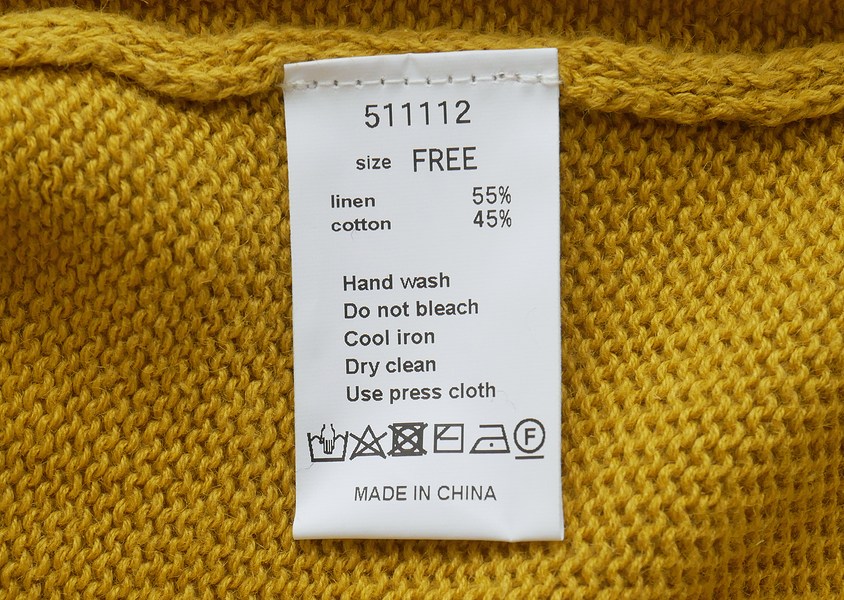 511112
size FREE
linen 55%
cotton 45%
Hand wash
Do not bleach
Cool iron
Dry clean
Use press cloth
F
MADE IN CHINA